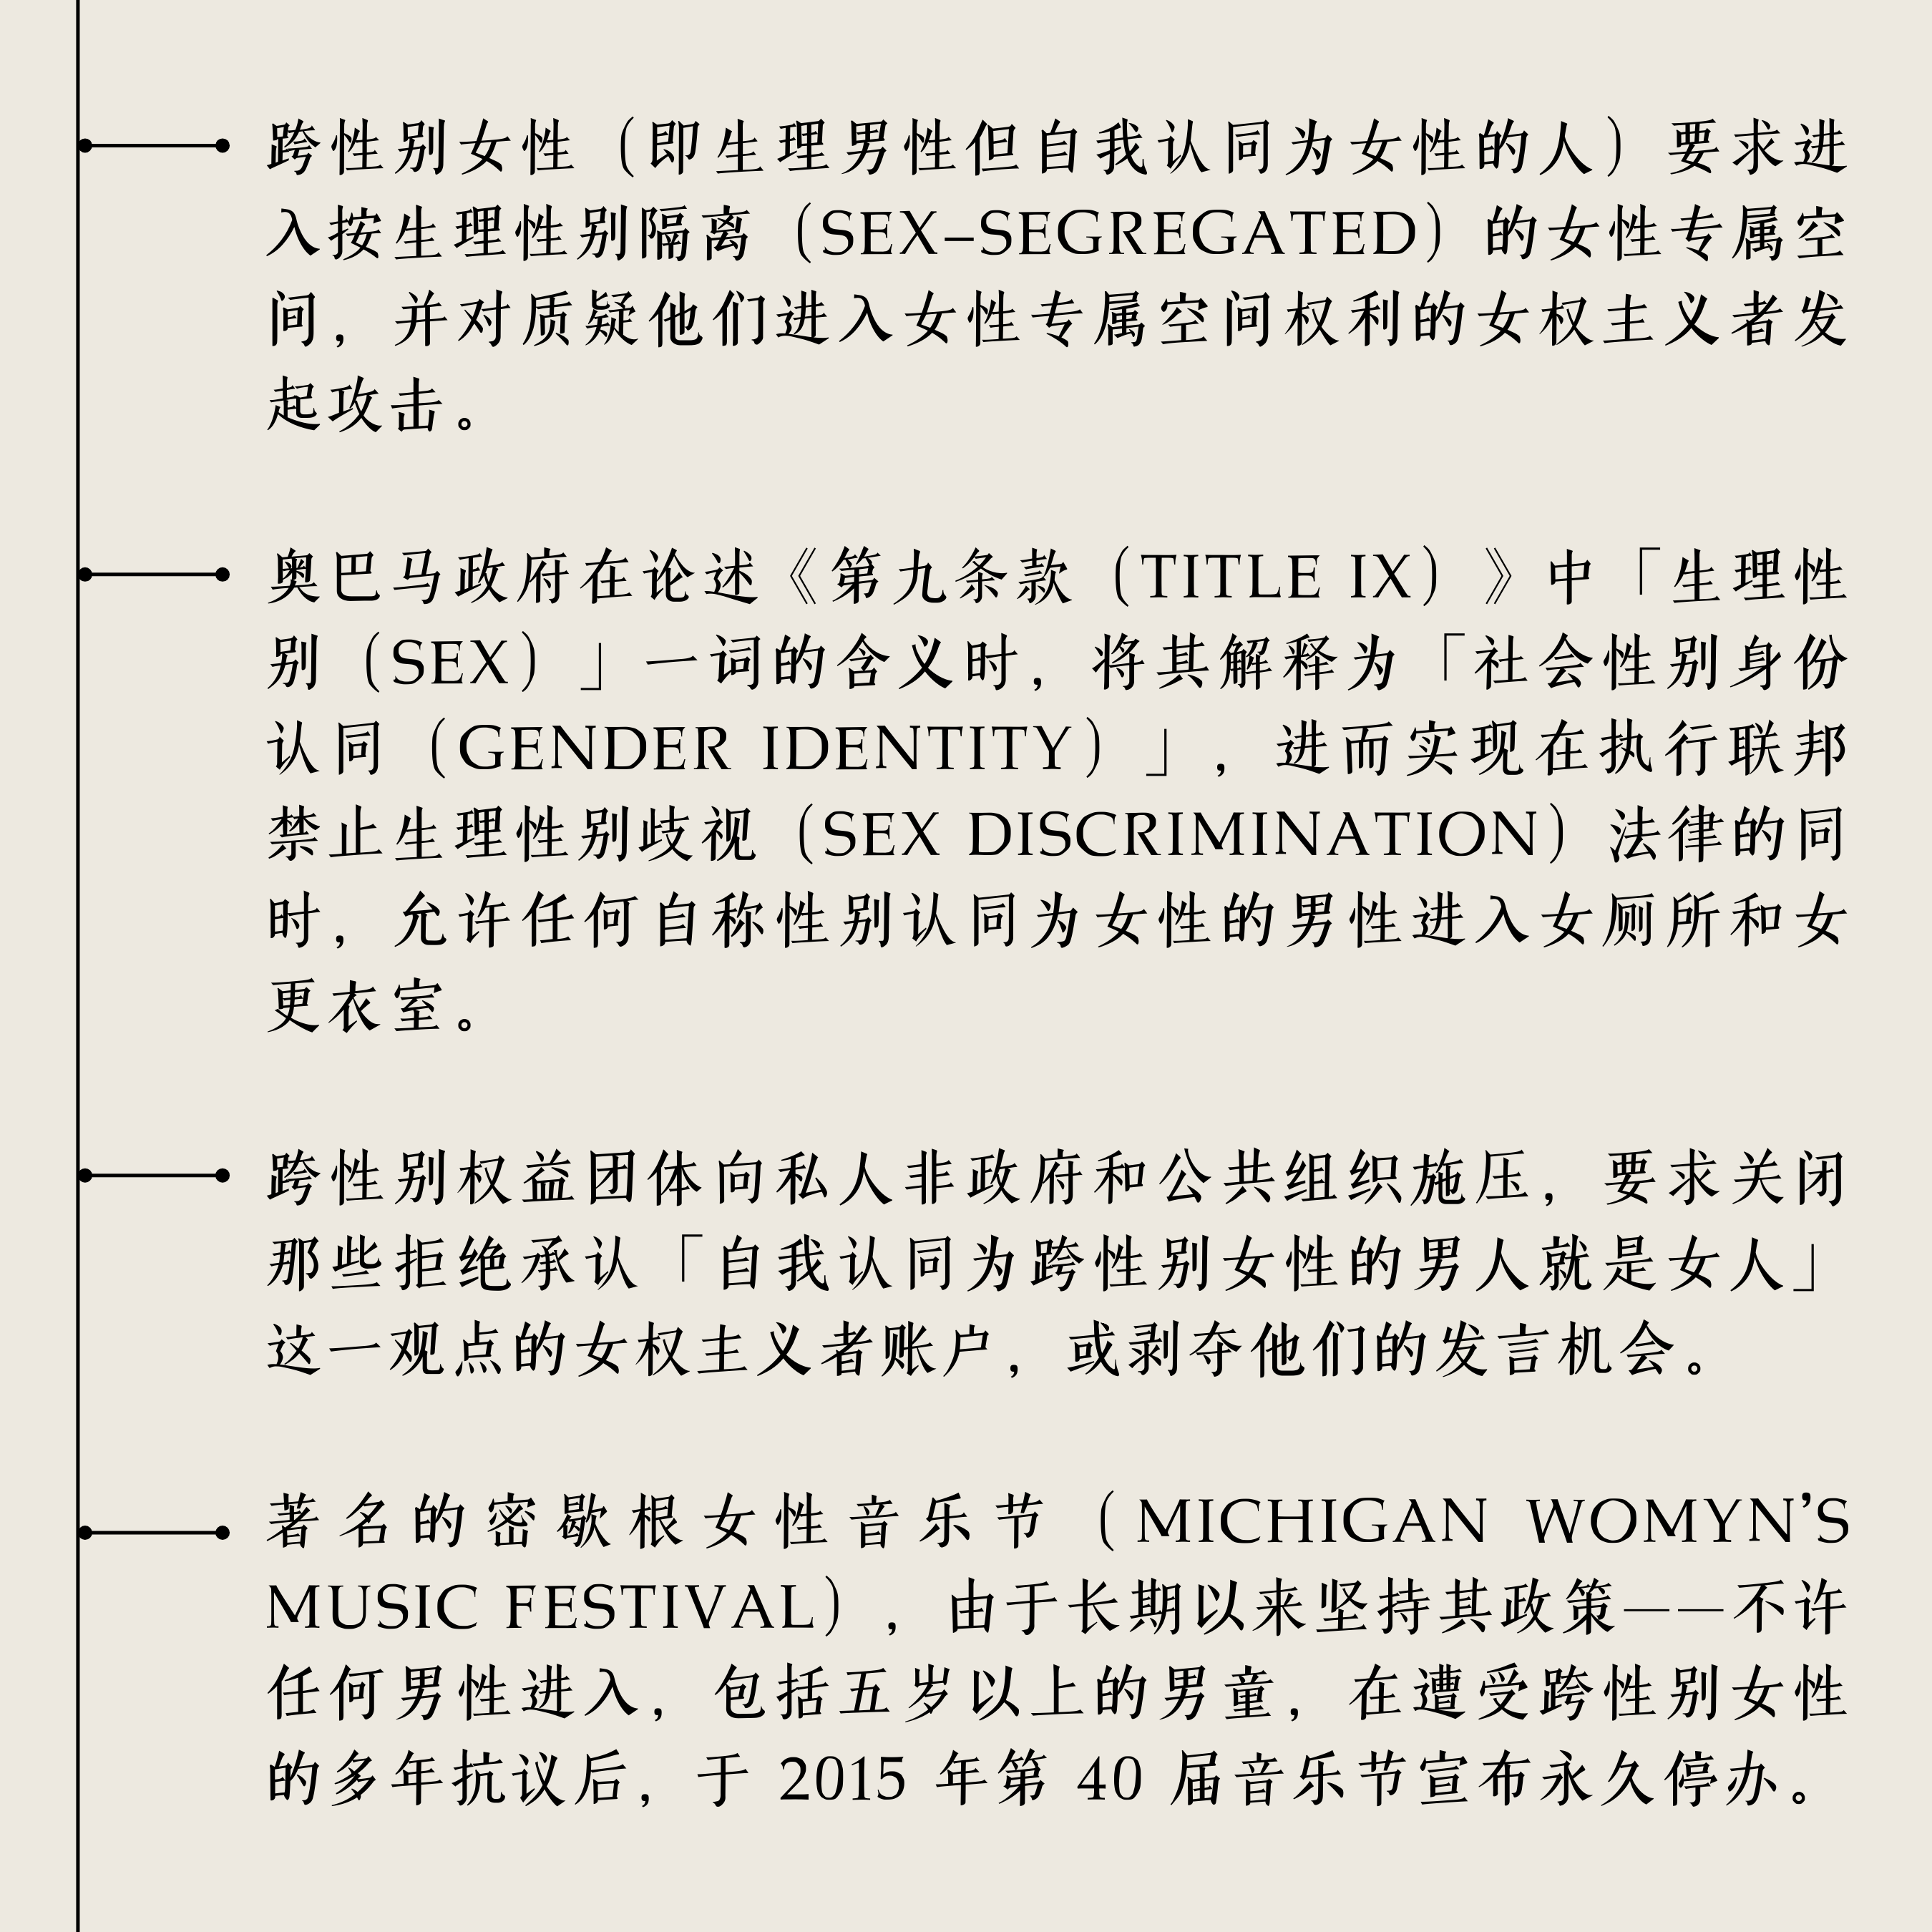 跨性别女性（即生理男性但自我认同为女性的人）要求进
入按生理性别隔离（SEX-SEGREGATED）的女性专属空
间，并对质疑他们进入女性专属空间权利的女权主义者发
起攻击。
奥巴马政府在论述《第九条款（TITLE IX）》中「生理性
别（SEX）」一词的含义时，将其解释为「社会性别身份
认同（GENDER IDENTITY）」，进而实现在执行联邦
禁止生理性别歧视（SEX DISCRIMINATION）法律的同
时，允许任何自称性别认同为女性的男性进入女厕所和女
更衣室。
跨性别权益团体向私人非政府和公共组织施压，要求关闭
那些拒绝承认「自我认同为跨性别女性的男人就是女人」
这一观点的女权主义者账户，或剥夺他们的发言机会。
著名的密歇根女性音乐节（MICHIGAN WOMYN’S
MUSIC FESTIVAL），由于长期以来坚持其政策——不许
任何男性进入，包括五岁以上的男童，在遭受跨性别女性
的多年抗议后，于 2015 年第 40 届音乐节宣布永久停办。